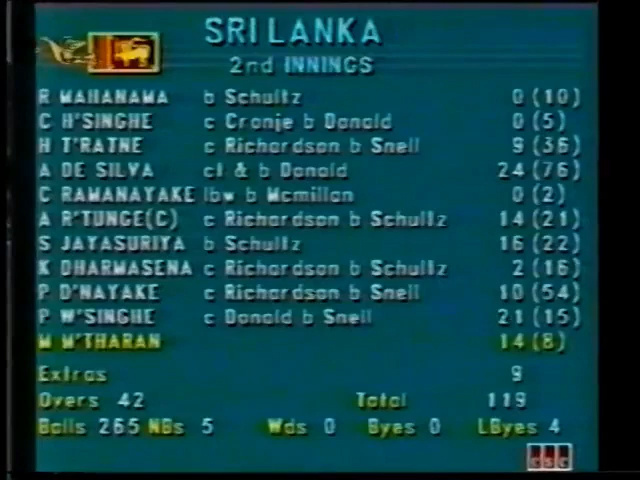 SRI LANKA
2nd INNINGS
R MAHANAMA b Schultz 0 (10)
C H'SINGHE c Cronje b Donald 0 (5)
H T'RATNE c Richardson b Snell 9 (36)
A DE SILVA ct & b Donald 24 (76)
C RAMANAYAKE lbw b Mcmillan 0 (2)
A R'TUNGE(C) c Richardson b Schultz 14 (21)
S JAYASURIYA b Schultz 16 (22)
K DHARMASENA c Richardson b Schultz 2 (16)
P D'NAYAKE c Richardson b Snell 10 (54)
P W'SINGHE c Donald b Snell 21 (15)
M M'THARAN 14 (8)
Extras 9
Overs 42 Total 119
Balls 265 NBs 5 Wds 0 Byes 0 LByes 4
csc